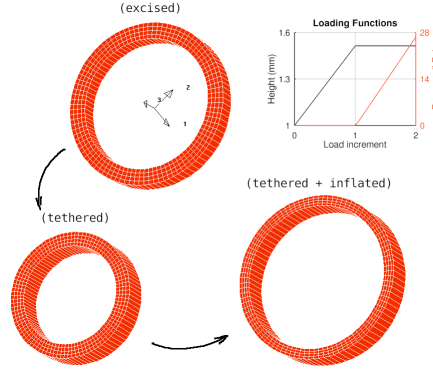 (excised)
Loading Functions
1.6
1.3
1
Height (mm)
28
14
0
0
1
2
Load increment
2
3
1
(tethered + inflated)
(tethered)